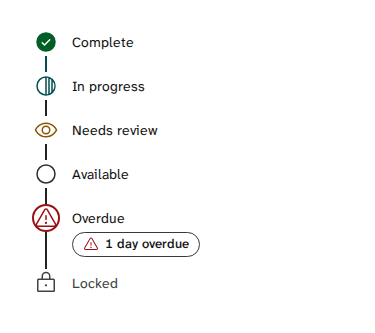 Complete
In progress
Needs review
Available
Overdue
1 day overdue
Locked